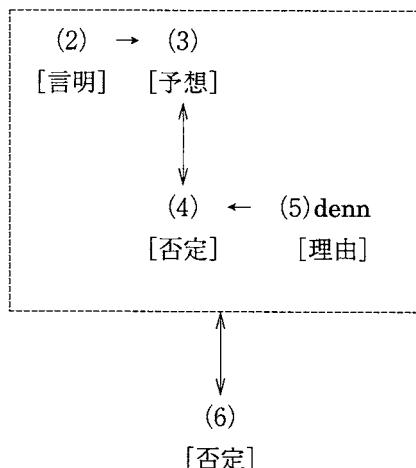 (2) → (3)
[言明] [予想]
(4) ← (5)denn
[否定] [理由]
(6)
[否定]